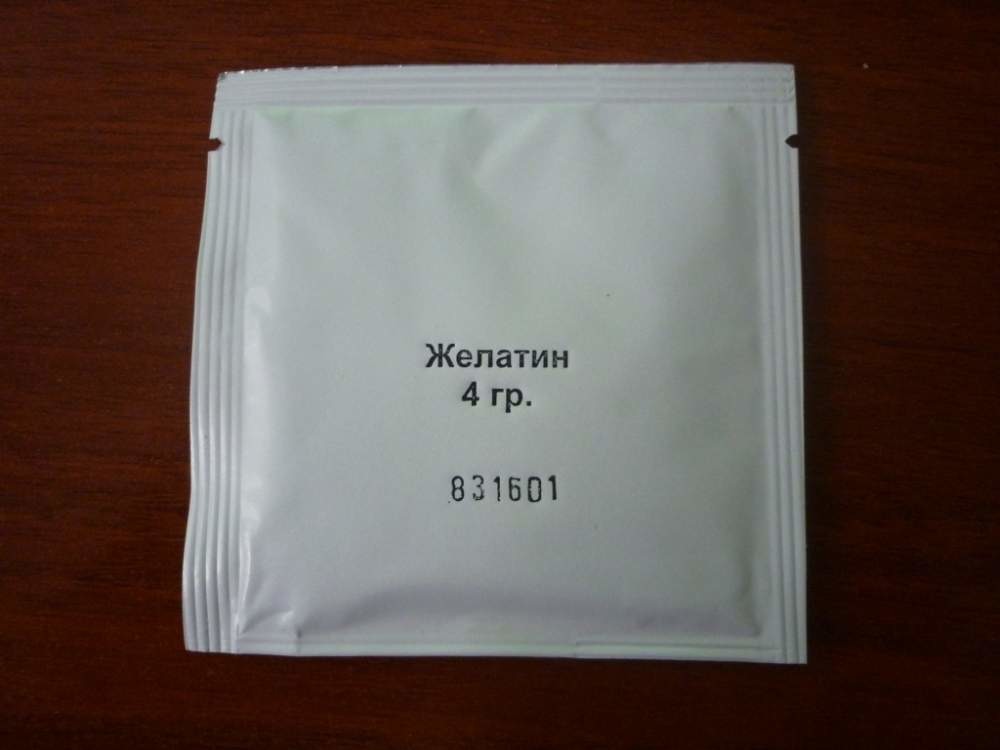 Желатин
4 гр.
831601